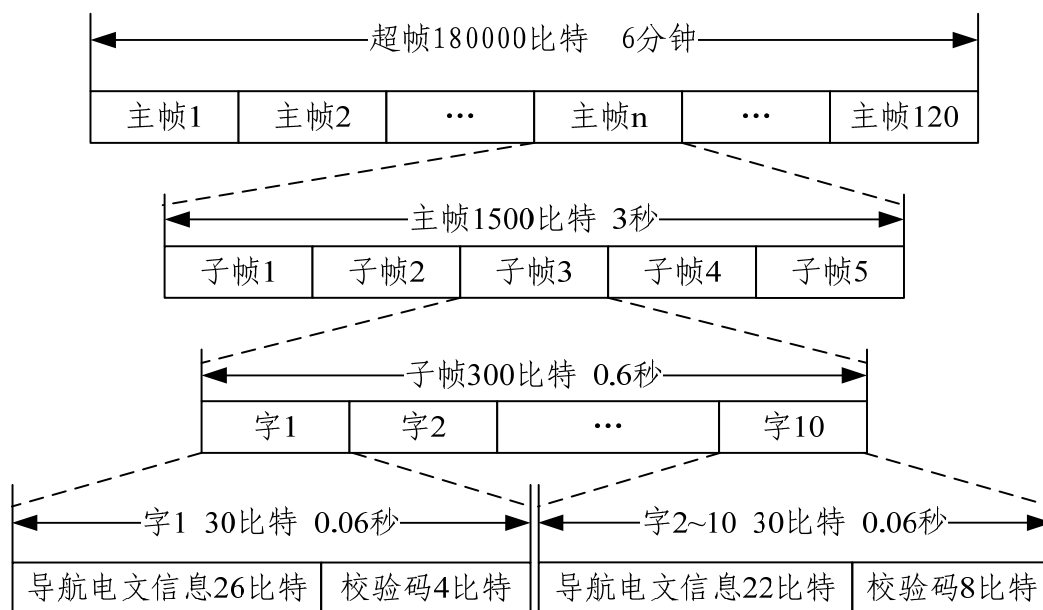 超帧180000比特 6分钟
主帧1 主帧2 … 主帧n … 主帧120
主帧1500比特 3秒
子帧1 子帧2 子帧3 子帧4 子帧5
子帧300比特 0.6秒
字1 字2 … 字10
字1 30比特 0.06秒 字2~10 30比特 0.06秒
导航电文信息26比特 校验码4比特 导航电文信息22比特 校验码8比特